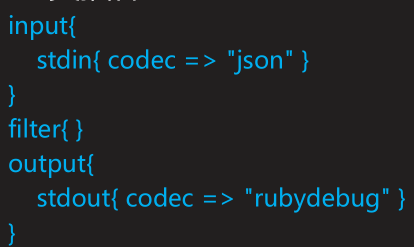 input{
stdin{ codec => "json" }
}
filter{ }
output{
stdout{ codec => "rubydebug" }
}